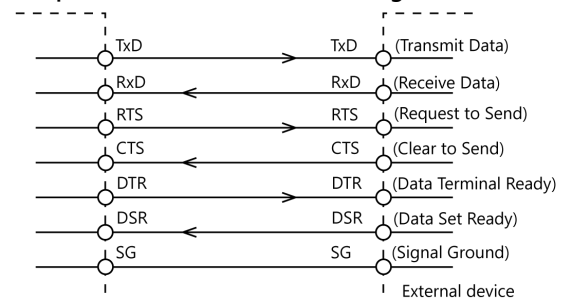 TxD TxD (Transmit Data)
RxD RxD (Receive Data)
RTS RTS (Request to Send)
CTS CTS (Clear to Send)
DTR DTR (Data Terminal Ready)
DSR DSR (Data Set Ready)
SG SG (Signal Ground)
External device